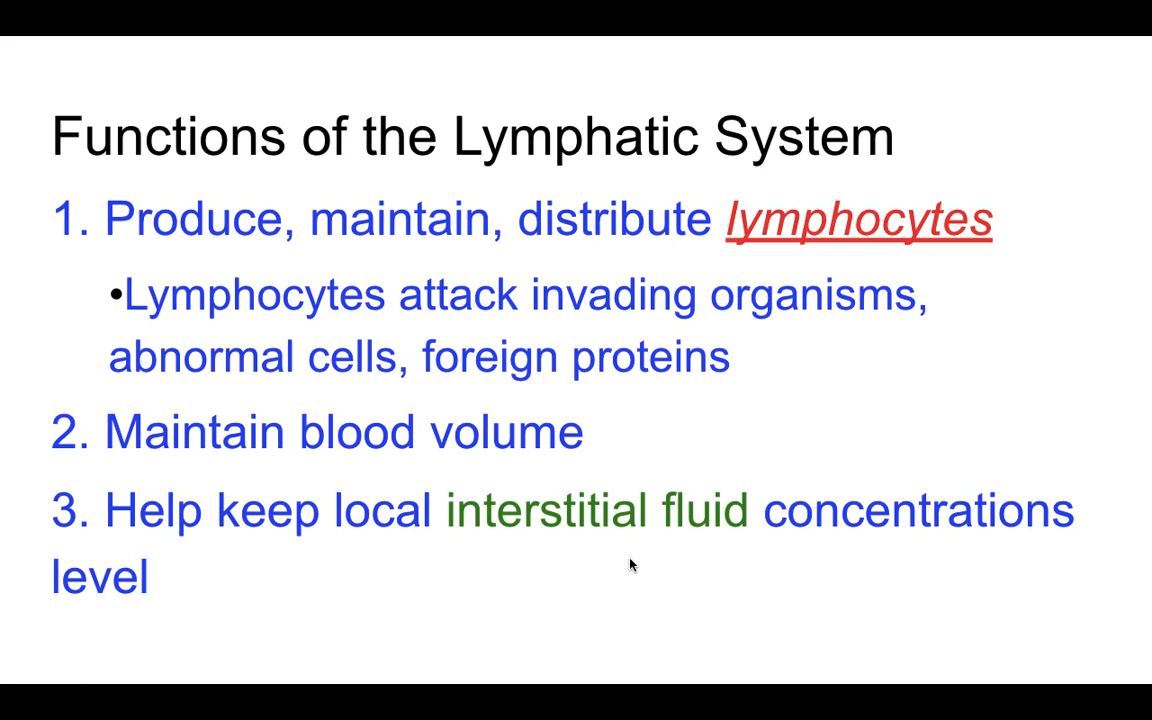 Functions of the Lymphatic System
1. Produce, maintain, distribute lymphocytes
•Lymphocytes attack invading organisms,
abnormal cells, foreign proteins
2. Maintain blood volume
3. Help keep local interstitial fluid concentrations
level